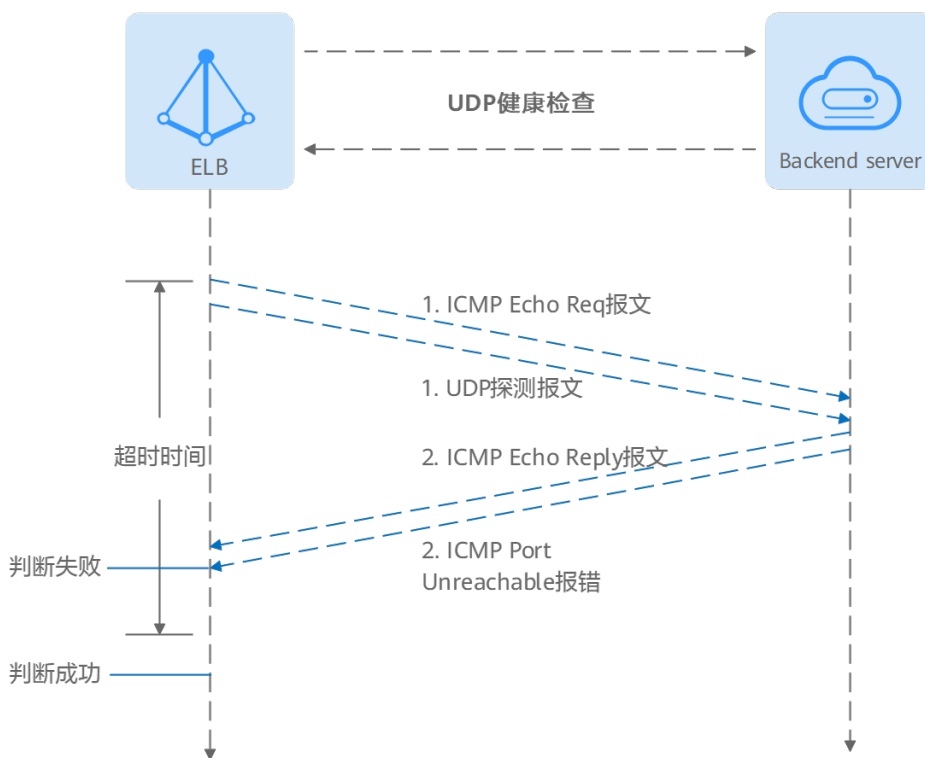 UDP健康检查
ELB
Backend server
1. ICMP Echo Req报文
1. UDP探测报文
超时时间
2. ICMP Echo Reply报文
2. ICMP Port
Unreachable报错
判断失败
判断成功